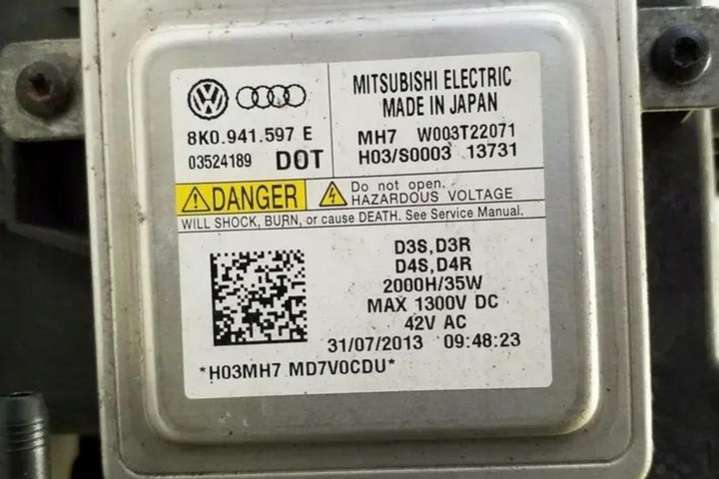 8K0.941.597 E
03524189 DOT
MITSUBISHI ELECTRIC
MADE IN JAPAN
MH7 W003T22071
H03/S0003 13731
DANGER
Do not open.
HAZARDOUS VOLTAGE
WILL SHOCK, BURN, or cause DEATH. See Service Manual.
D3S,D3R
D4S,D4R
2000H/35W
MAX 1300V DC
42V AC
31/07/2013 09:48:23
*H03MH7 MD7V0CDU*